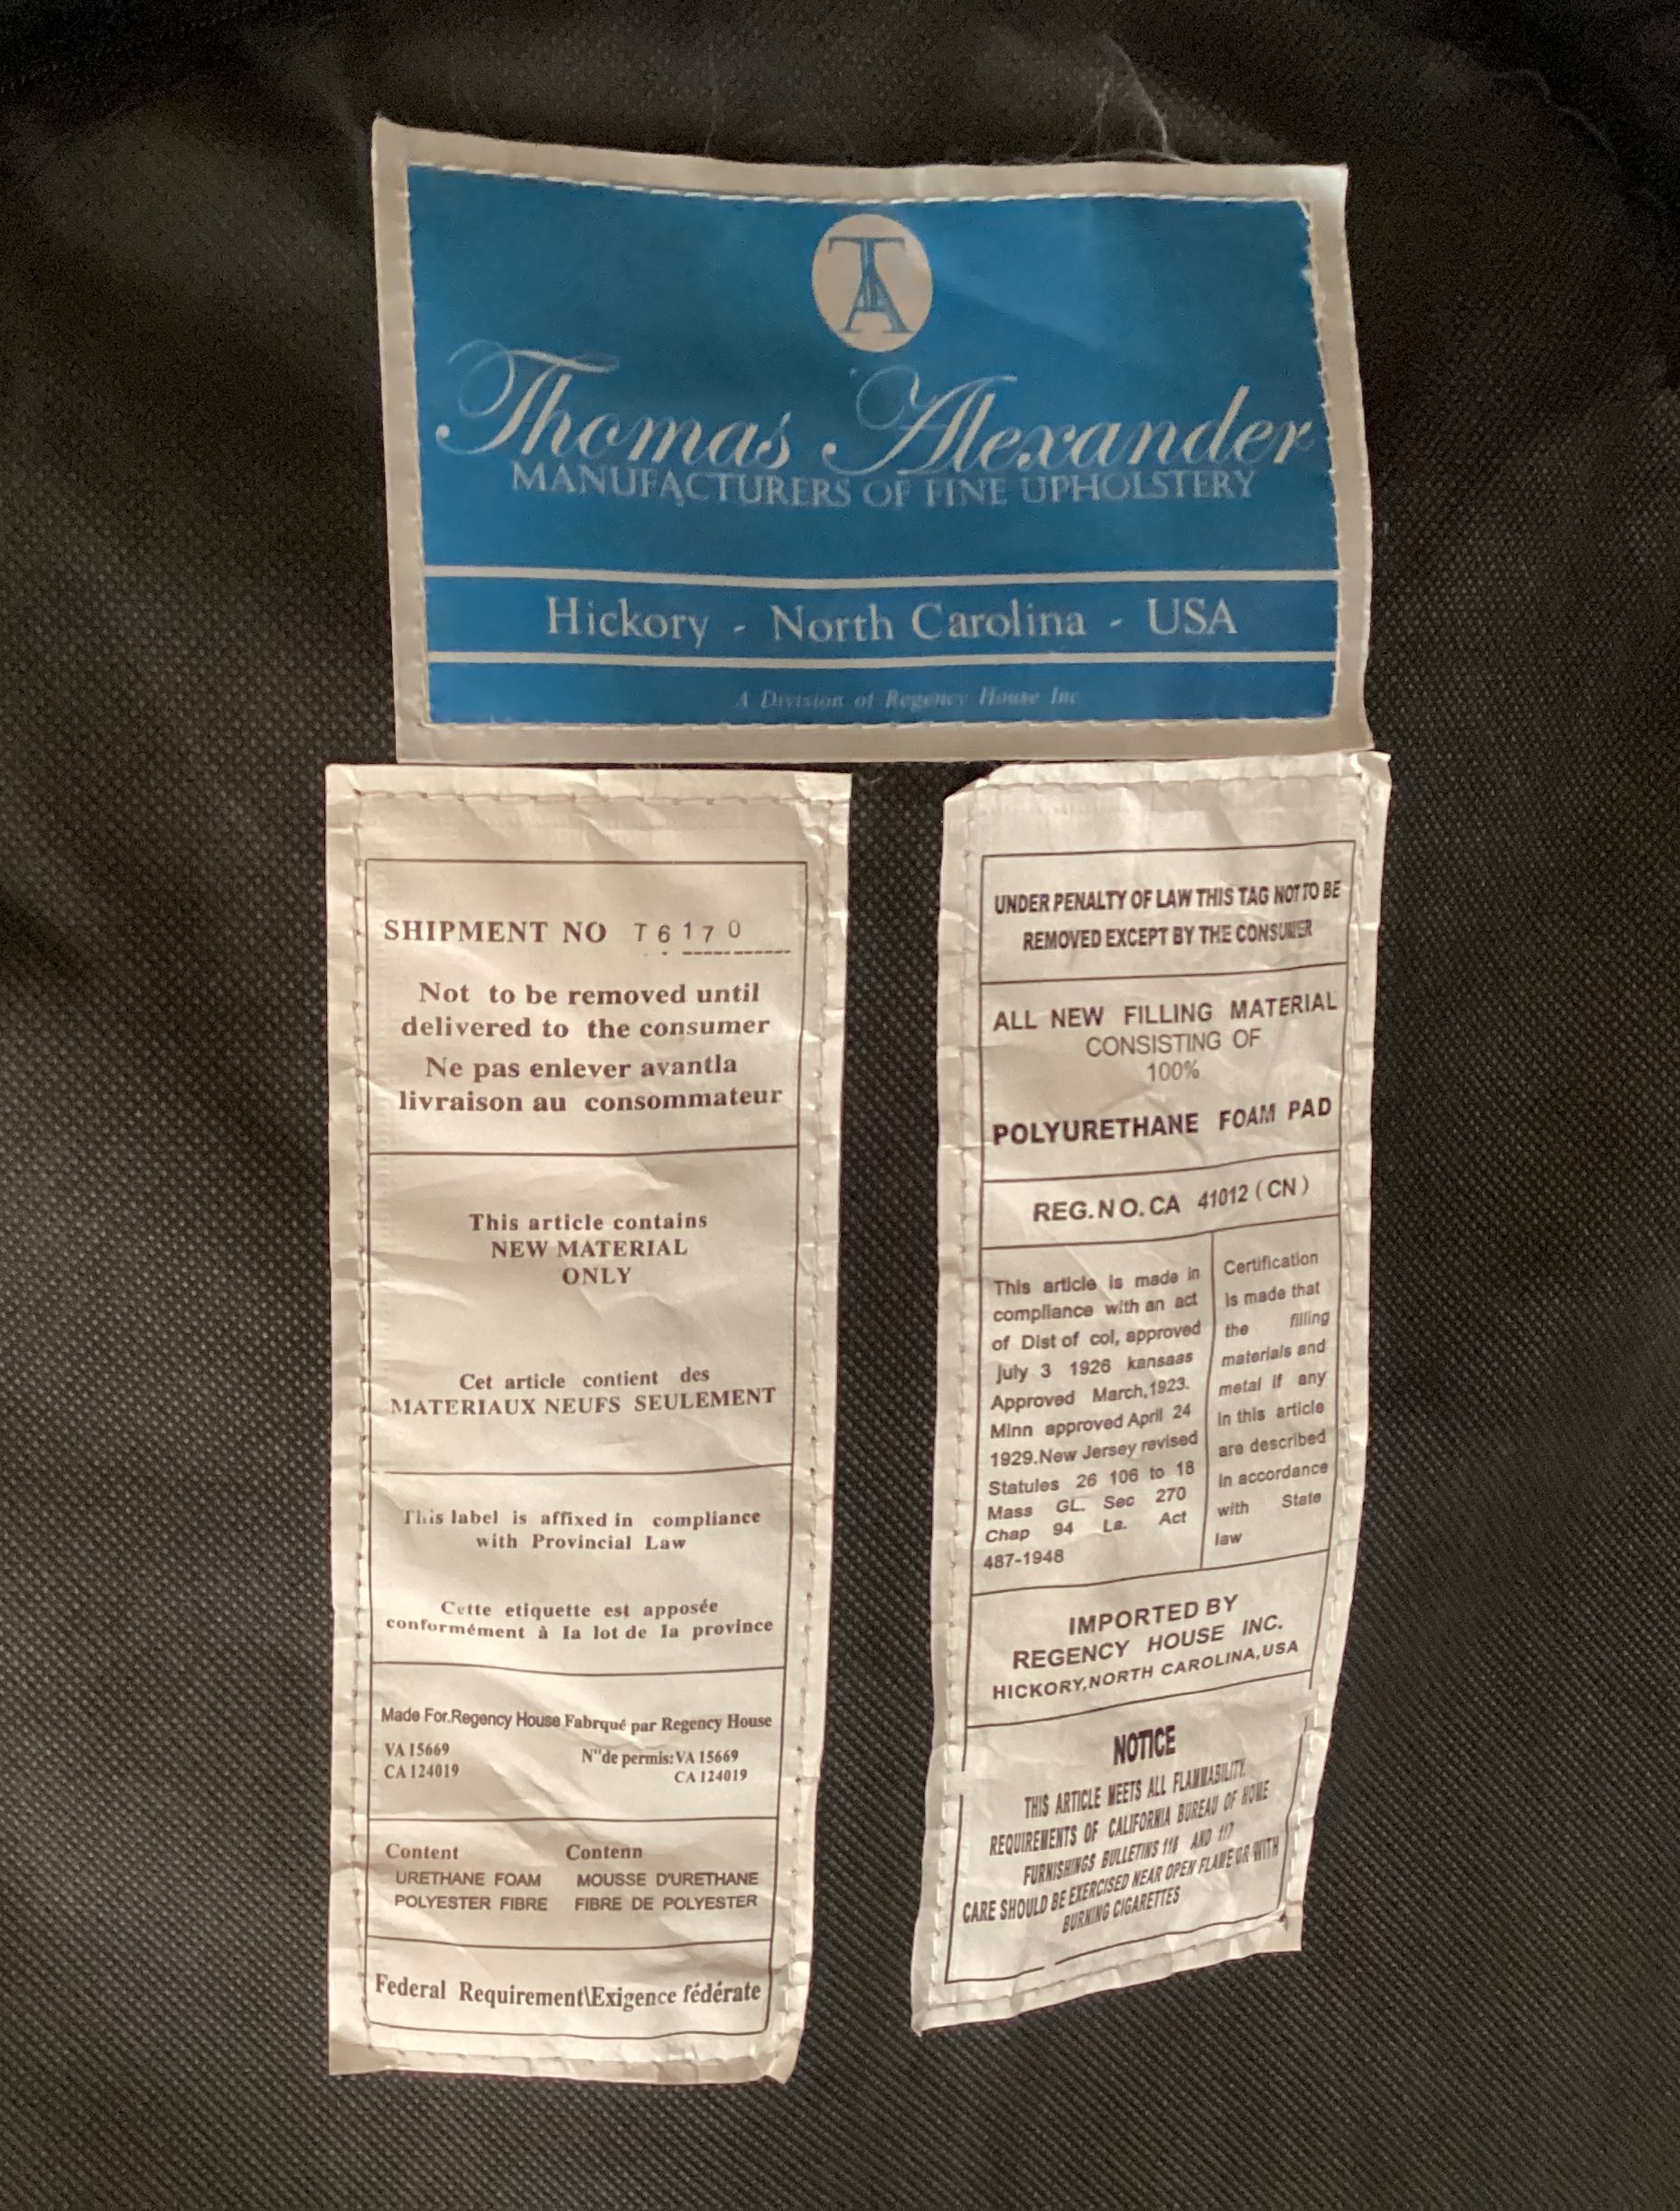 TA
Thomas Alexander
MANUFACTURERS OF FINE UPHOLSTERY
Hickory - North Carolina - USA
A Division of Regency House Inc
SHIPMENT NO T6170
Not to be removed until
delivered to the consumer
Ne pas enlever avantla
livraison au consommateur
This article contains
NEW MATERIAL
ONLY
Cet article contient des
MATERIAUX NEUFS SEULEMENT
This label is affixed in compliance
with Provincial Law
Cette etiquette est apposée
conformément à Ia lot de Ia province
Made For.Regency House Fabrqué par Regency House
VA 15669 N"de permis: VA 15669
CA 124019 CA 124019
Content Contenn
URETHANE FOAM MOUSSE D'URETHANE
POLYESTER FIBRE FIBRE DE POLYESTER
Federal Requirement\Exigence fédérate
UNDER PENALTY OF LAW THIS TAG NOT TO BE
REMOVED EXCEPT BY THE CONSUMER
ALL NEW FILLING MATERIAL
CONSISTING OF
100%
POLYURETHANE FOAM PAD
REG.NO.CA 41012 (CN)
This article is made in
compliance with an act
of Dist of col, approved
july 3 1926 kansaas
Approved March,1923.
Minn approved April 24
1929.New Jersey revised
Statules 26 106 to 18
Mass GL. Sec 270
Chap 94 La. Act
487-1948
Certification
is made that
the filling
materials and
metal if any
in this article
are described
in accordance
with State
law
IMPORTED BY
REGENCY HOUSE INC.
HICKORY,NORTH CAROLINA,USA
NOTICE
THIS ARTICLE MEETS ALL FLAMMABILITY.
REQUIREMENTS OF CALIFORNIA BUREAU OF HOME
FURNISHINGS BULLETINS 116 AND 117
CARE SHOULD BE EXERCISED NEAR OPEN FLAME OR WITH
BURNING CIGARETTES